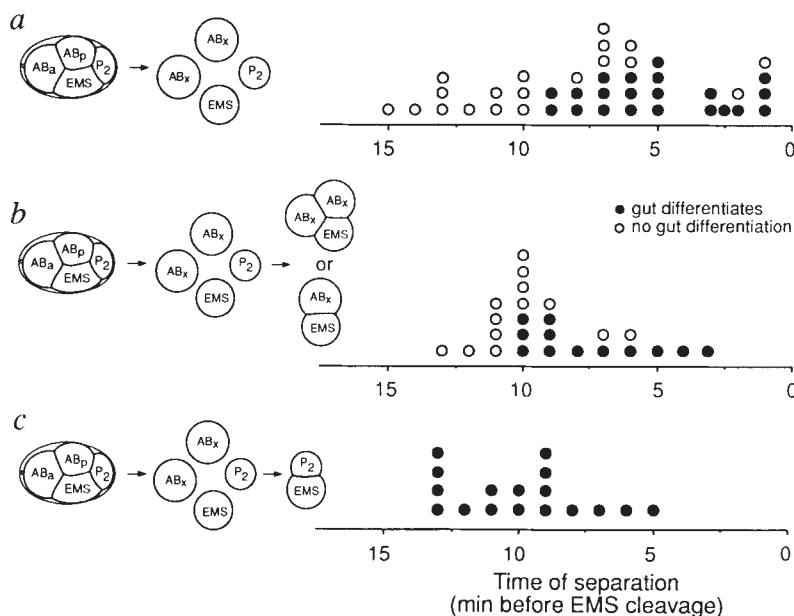 a
ABa
ABp
P2
EMS
ABx
ABx
P2
EMS
15
10
5
0
b
ABa
ABp
P2
EMS
ABx
ABx
P2
EMS
ABx
ABx
EMS
or
ABx
EMS
● gut differentiates
○ no gut differentiation
15
10
5
0
c
ABa
ABp
P2
EMS
ABx
ABx
P2
EMS
P2
EMS
15
10
5
0
Time of separation
(min before EMS cleavage)